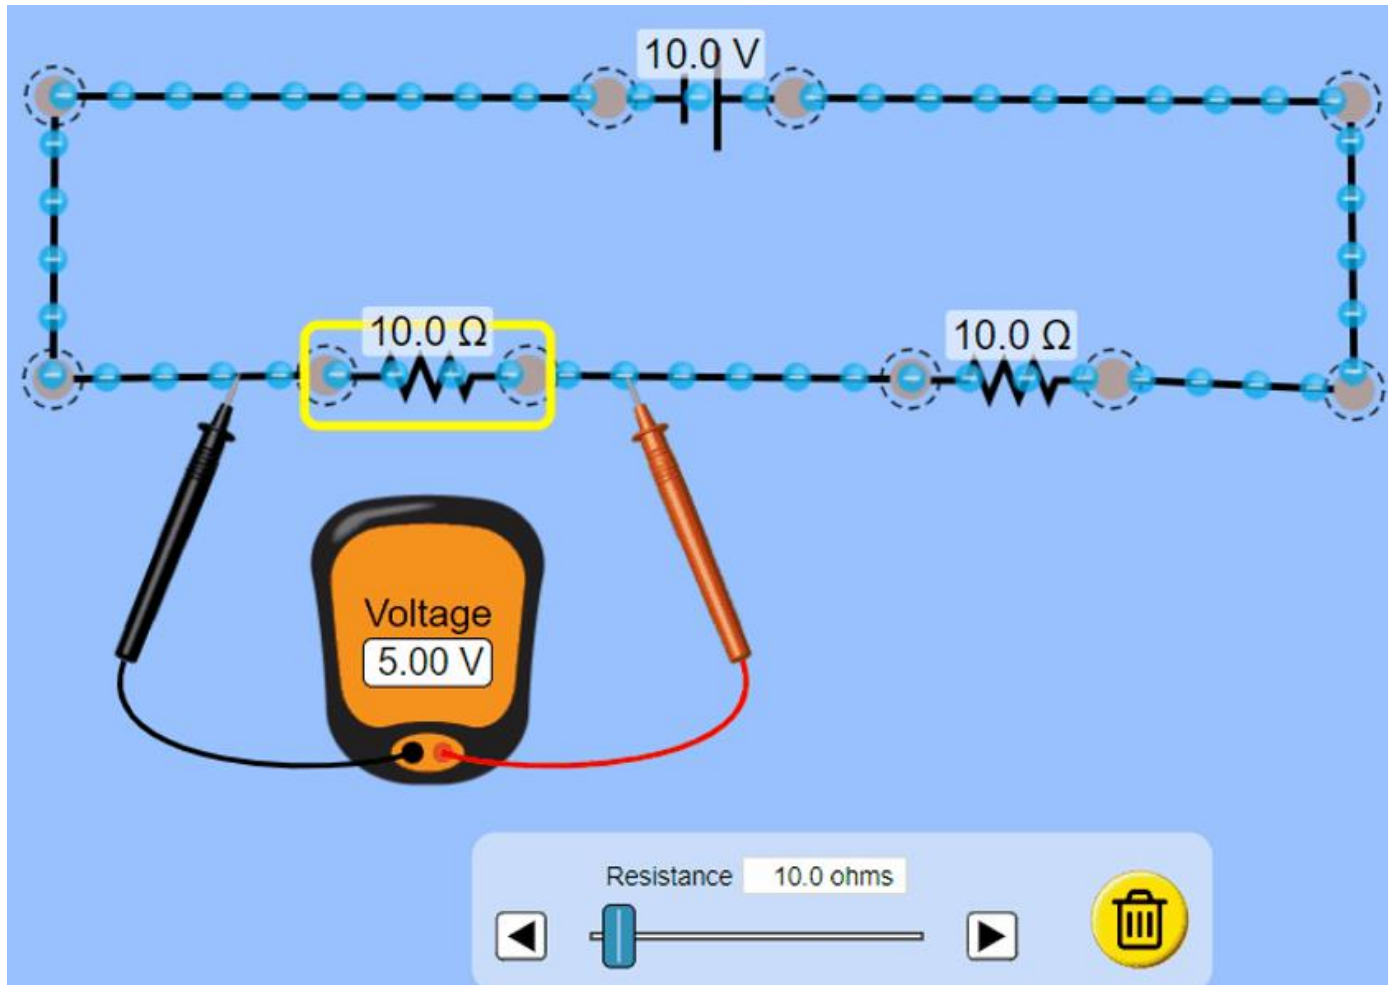 10.0 V
10.0 Ω
10.0 Ω
Voltage
5.00 V
Resistance 10.0 ohms